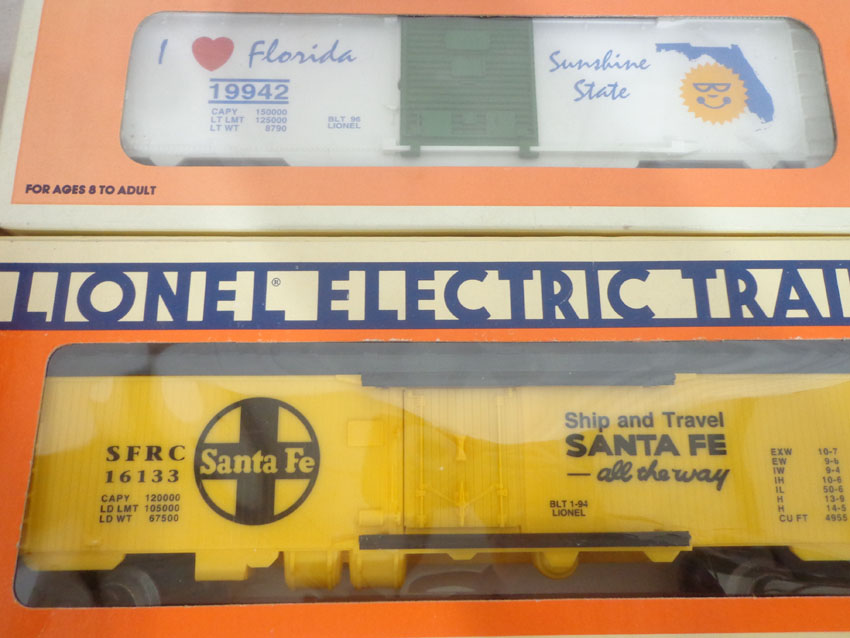 I Florida
19942
CAPY 150000
LT LMT 125000
LT WT 8790
BLT 96
LIONEL
Sunshine
State
FOR AGES 8 TO ADULT
LIONEL® ELECTRIC TRAI
SFRC
16133
CAPY 120000
LD LMT 105000
LD WT 67500
Santa Fe
Ship and Travel
SANTA FE
— all the way
BLT 1-94
LIONEL
EXW 10-7
EW 9-6
IW 9-4
IH 10-6
IL 50-6
H 13-9
H 14-5
CU FT 4955